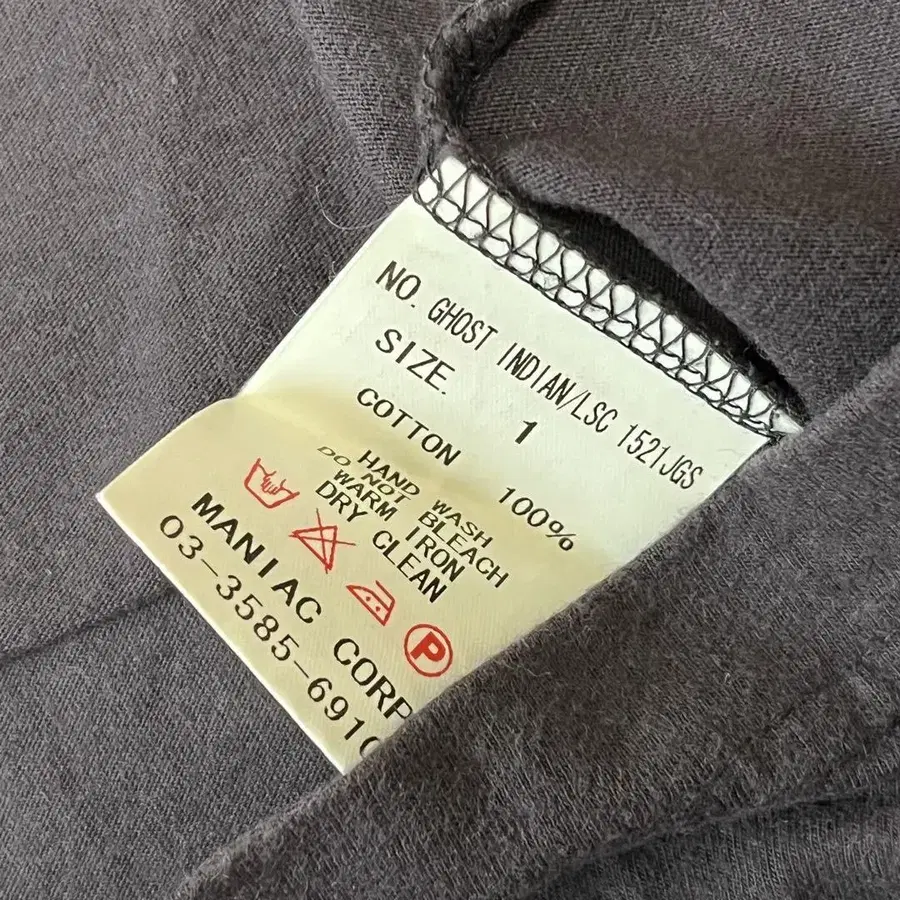 NO. GHOST INDIAN/LSC 1521JGS
SIZE. 1
COTTON 100%
HAND WASH
DO NOT BLEACH
WARM IRON
DRY CLEAN
P
MANIAC CORP
03-3585-691